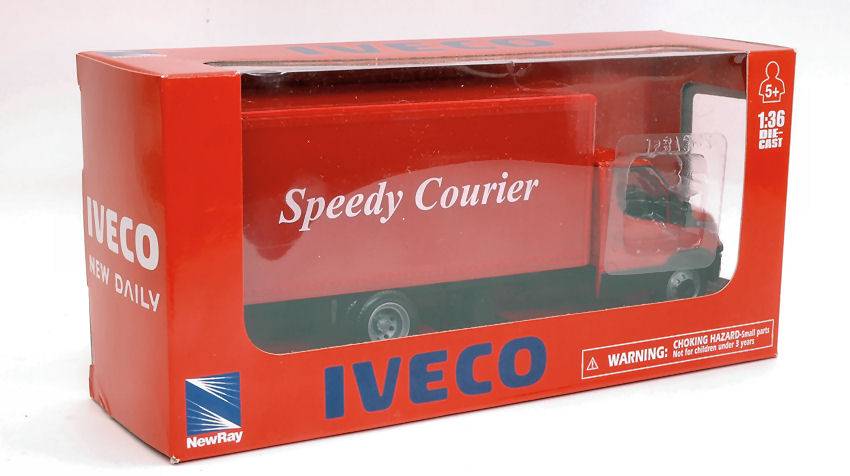 IVECO
5+
1:36
DIE-
CAST
Speedy Courier
IVECO
NEW DAILY
IVECO
WARNING:
CHOKING HAZARD-Small parts
Not for children under 3 years
NewRay